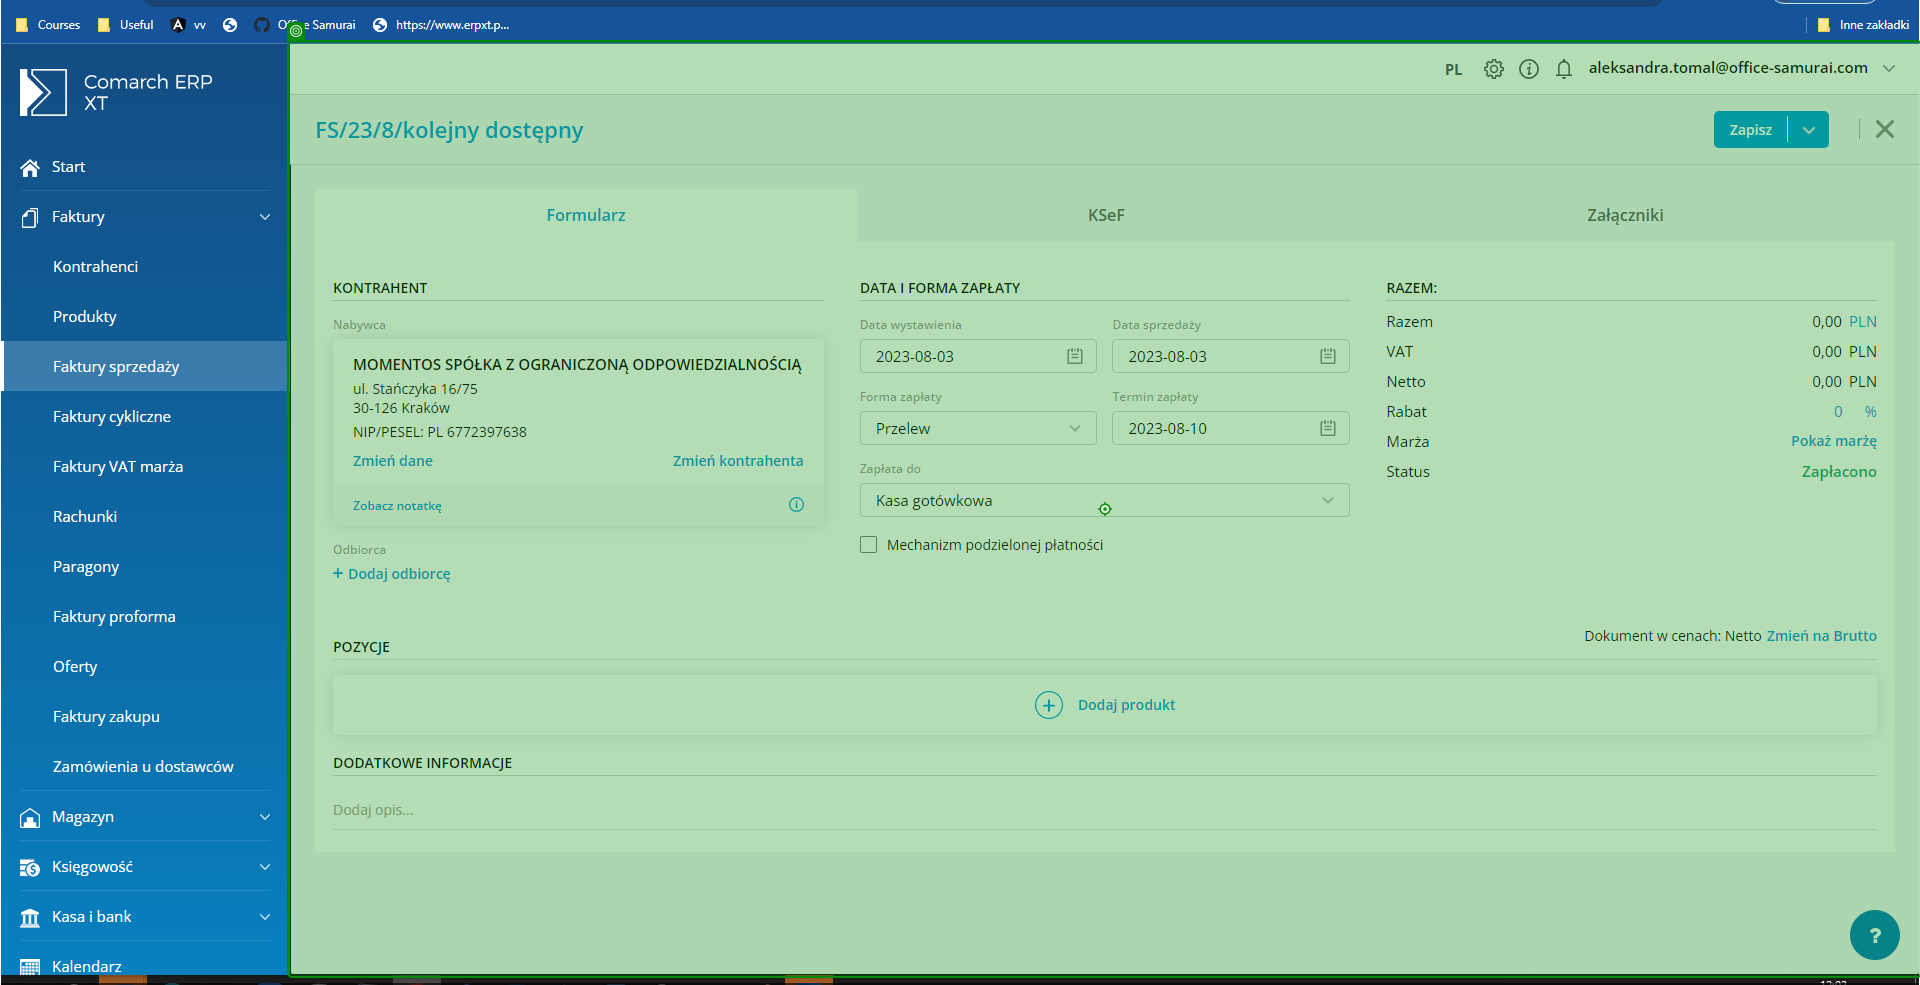 Courses
Useful
vv
Samurai
https://www.erpxt.p...
Inne zakładki
Comarch ERP
XT
PL
aleksandra.tomal@office-samurai.com
FS/23/8/kolejny dostępny
Zapisz
Start
Faktury
Kontrahenci
Produkty
Faktury sprzedaży
Faktury cykliczne
Faktury VAT marża
Rachunki
Paragony
Faktury proforma
Oferty
Faktury zakupu
Zamówienia u dostawców
Magazyn
Księgowość
Kasa i bank
Kalendarz
Formularz
KSeF
Załączniki
KONTRAHENT
Nabywca
MOMENTOS SPÓŁKA Z OGRANICZONĄ ODPOWIEDZIALNOŚCIĄ
ul. Stańczyka 16/75
30-126 Kraków
NIP/PESEL: PL 6772397638
Zmień dane
Zmień kontrahenta
Zobacz notatkę
Odbiorca
+ Dodaj odbiorcę
DATA I FORMA ZAPŁATY
Data wystawienia
Data sprzedaży
2023-08-03
2023-08-03
Forma zapłaty
Termin zapłaty
Przelew
2023-08-10
Zapłata do
Kasa gotówkowa
Mechanizm podzielonej płatności
RAZEM:
Razem 0,00 PLN
VAT 0,00 PLN
Netto 0,00 PLN
Rabat 0 %
Marża Pokaż marżę
Status Zapłacono
POZYCJE
Dokument w cenach: Netto Zmień na Brutto
+ Dodaj produkt
DODATKOWE INFORMACJE
Dodaj opis...
?